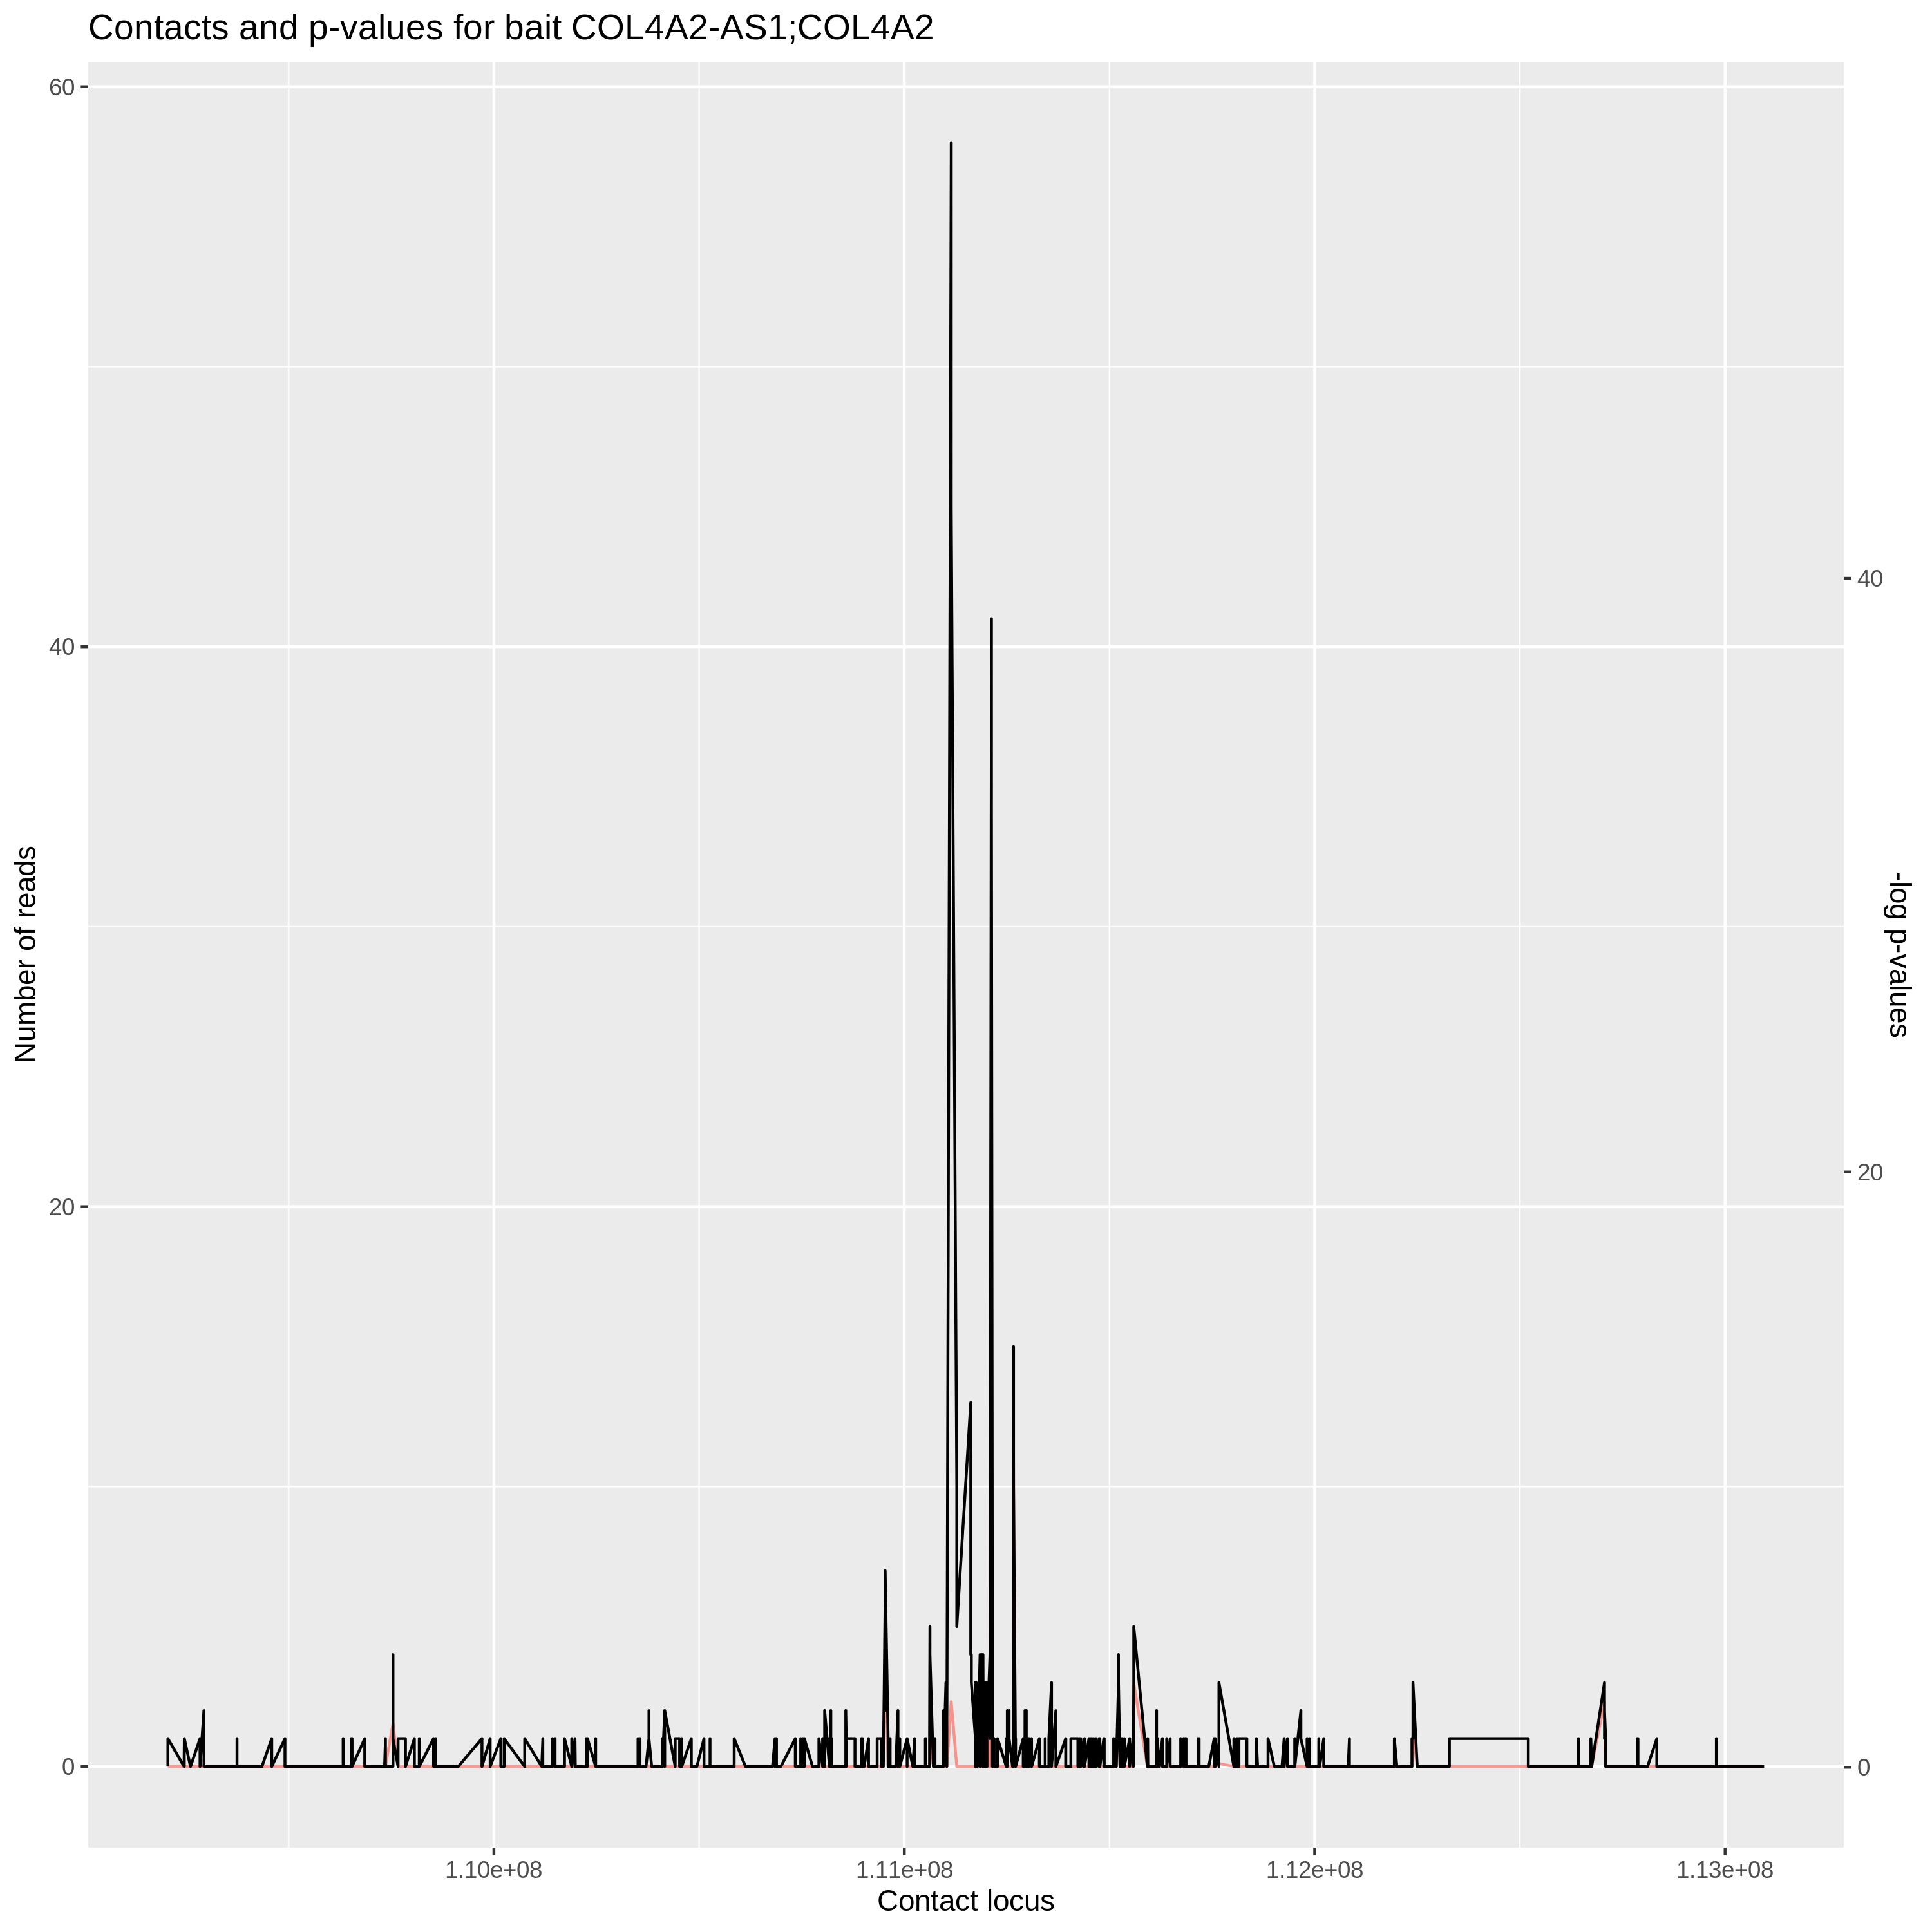 Contacts and p-values for bait COL4A2-AS1;COL4A2
60
40
20
0
Number of reads
40
20
0
-log p-values
1.10e+08 1.11e+08 1.12e+08 1.13e+08
Contact locus